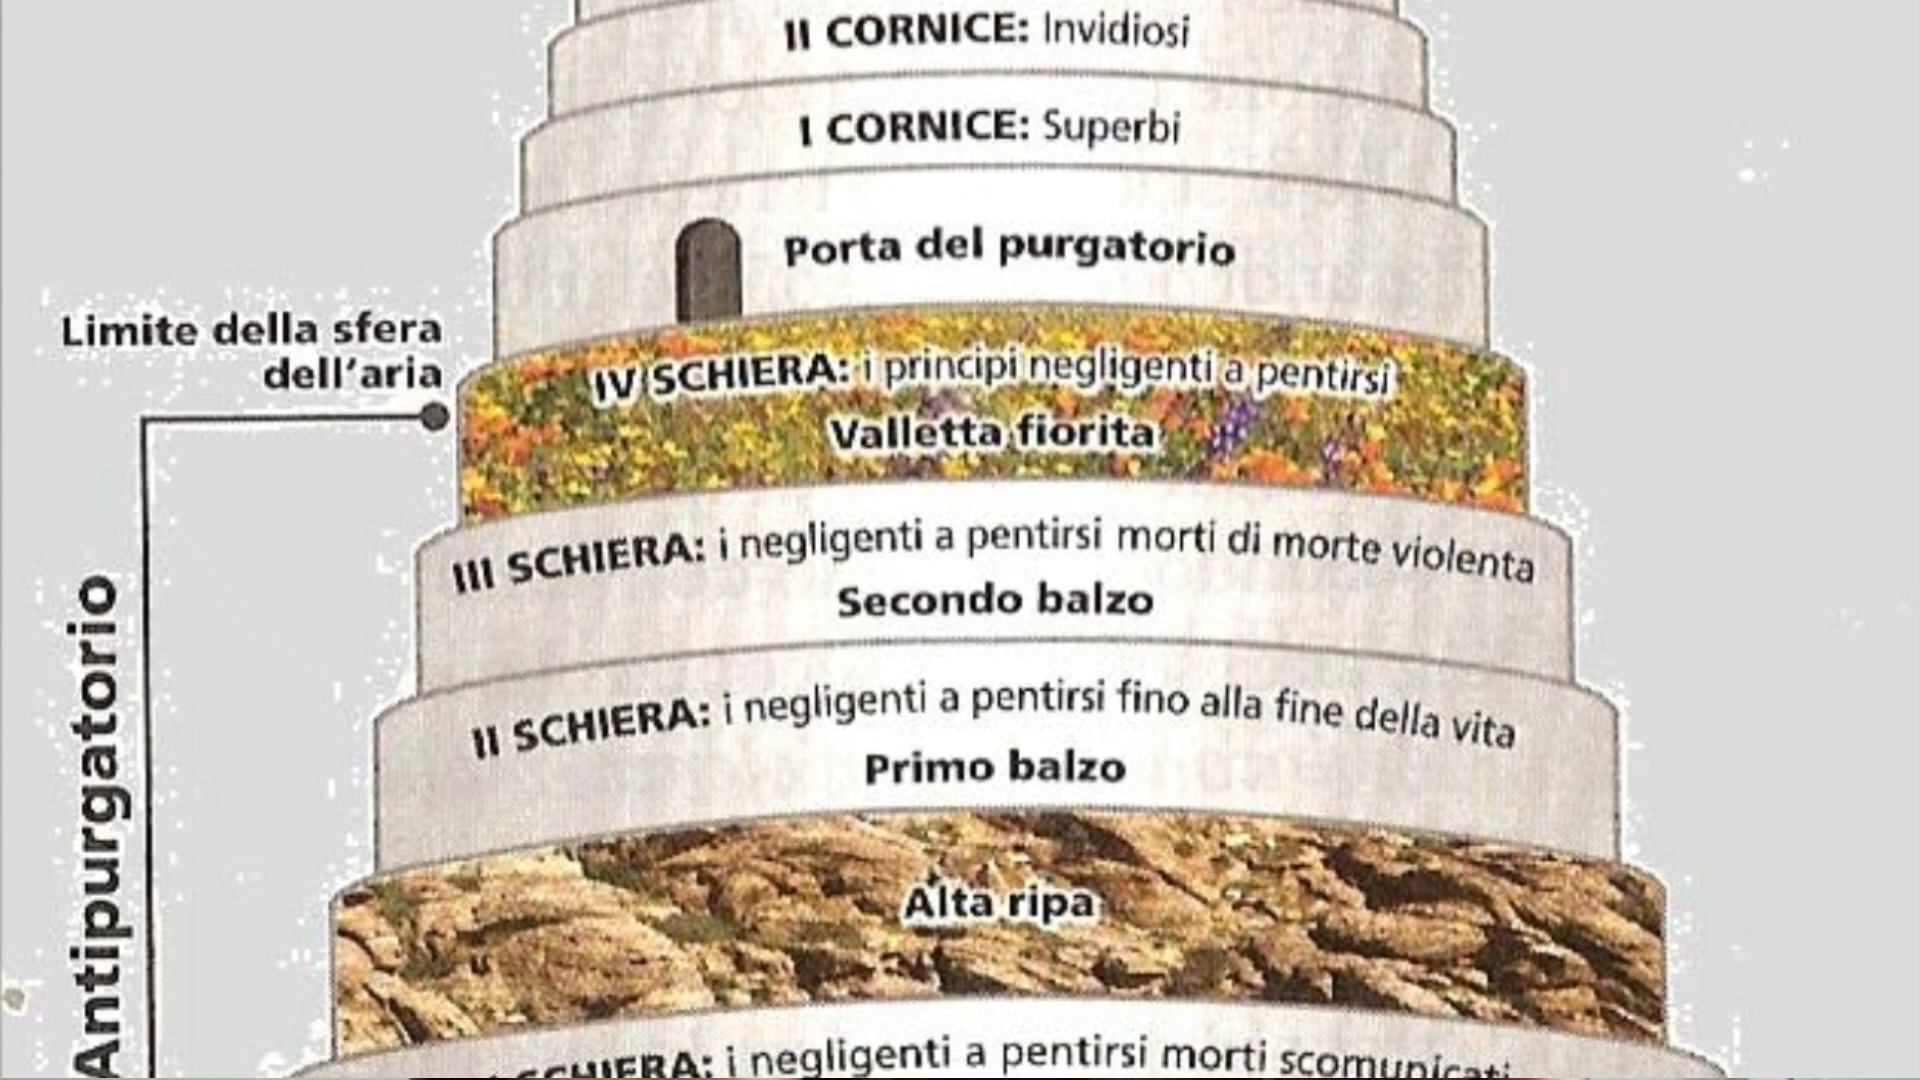 II CORNICE: Invidiosi
I CORNICE: Superbi
Porta del purgatorio
Limite della sfera
dell'aria
IV SCHIERA: i principi negligenti a pentirsi
Valletta fiorita
III SCHIERA: i negligenti a pentirsi morti di morte violenta
Secondo balzo
II SCHIERA: i negligenti a pentirsi fino alla fine della vita
Primo balzo
Alta ripa
SCHIERA: i negligenti a pentirsi morti scomunicati
Antipurgatorio